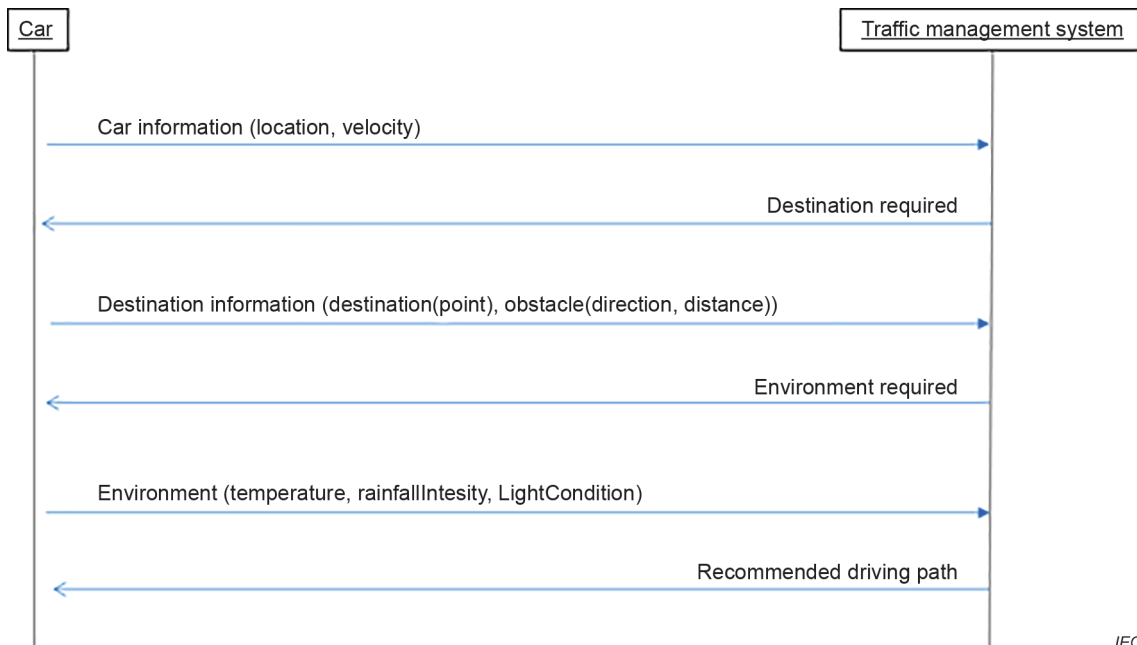 Car
Traffic management system
Car information (location, velocity)
Destination required
Destination information (destination(point), obstacle(direction, distance))
Environment required
Environment (temperature, rainfallIntesity, LightCondition)
Recommended driving path